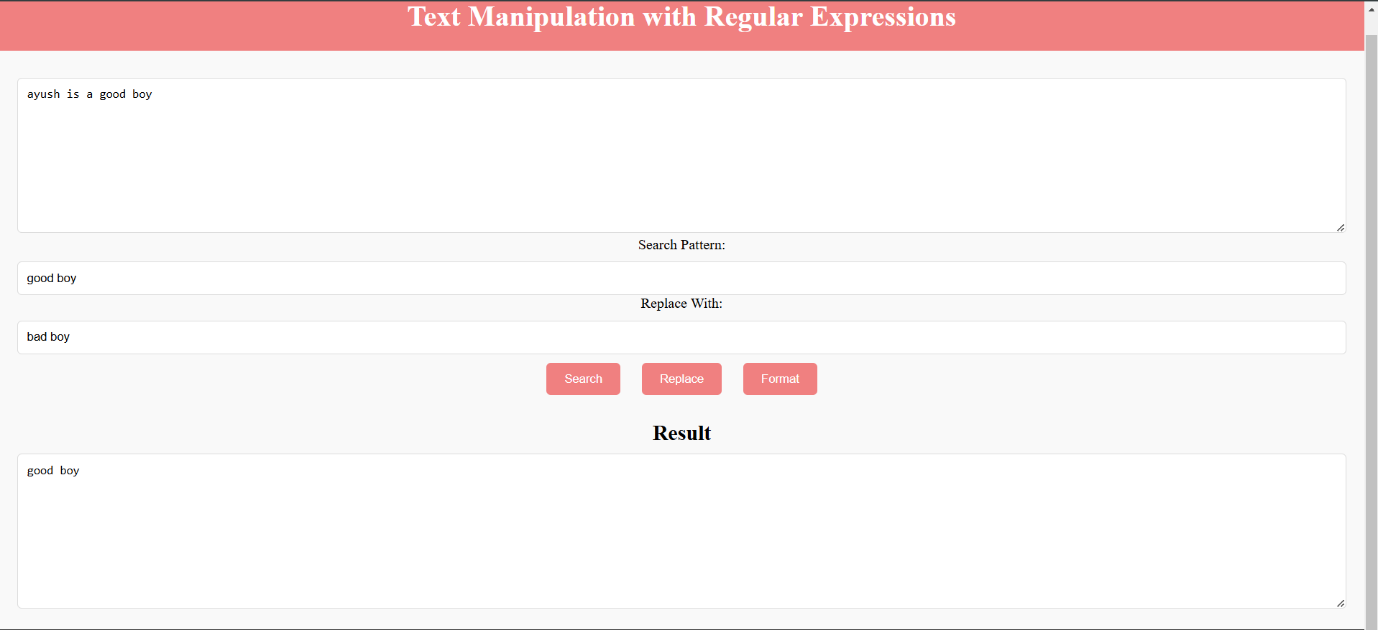 Text Manipulation with Regular Expressions
ayush is a good boy
Search Pattern:
good boy
Replace With:
bad boy
Search Replace Format
Result
good boy